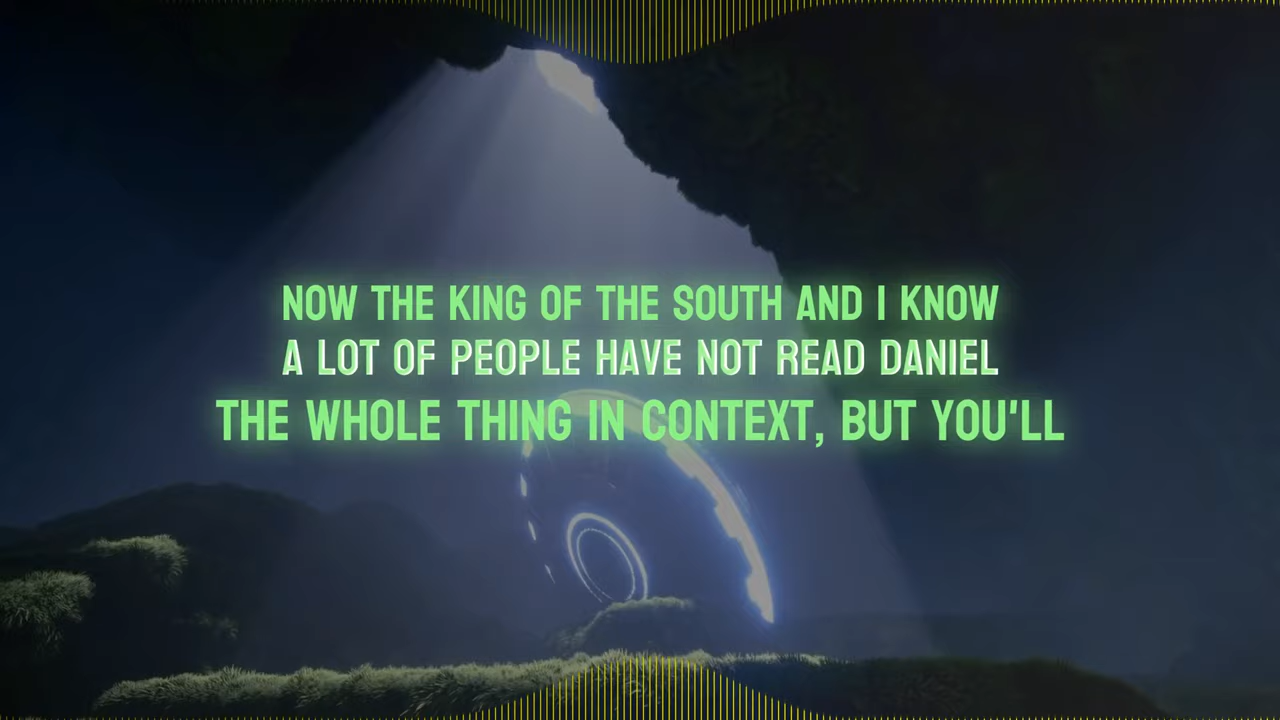 NOW THE KING OF THE SOUTH AND I KNOW
A LOT OF PEOPLE HAVE NOT READ DANIEL
THE WHOLE THING IN CONTEXT, BUT YOU'LL